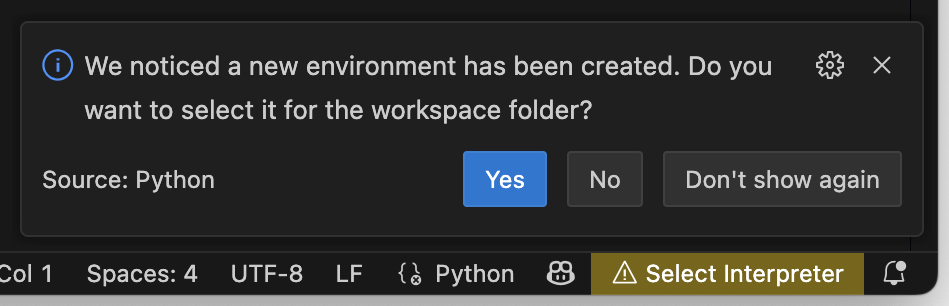 We noticed a new environment has been created. Do you
want to select it for the workspace folder?
Source: Python
Yes
No
Don't show again
Col 1
Spaces: 4
UTF-8
LF
Python
Select Interpreter